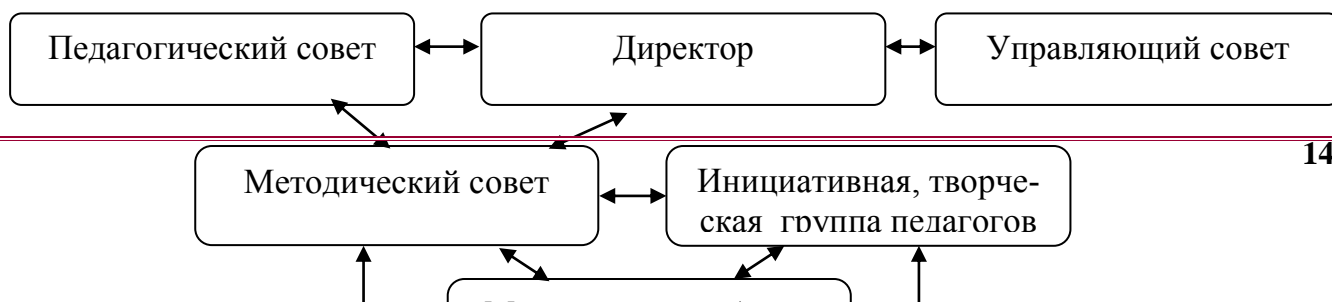 Педагогический совет
Директор
Управляющий совет
14
Методический совет
Инициативная, творче-
ская группа педагогов